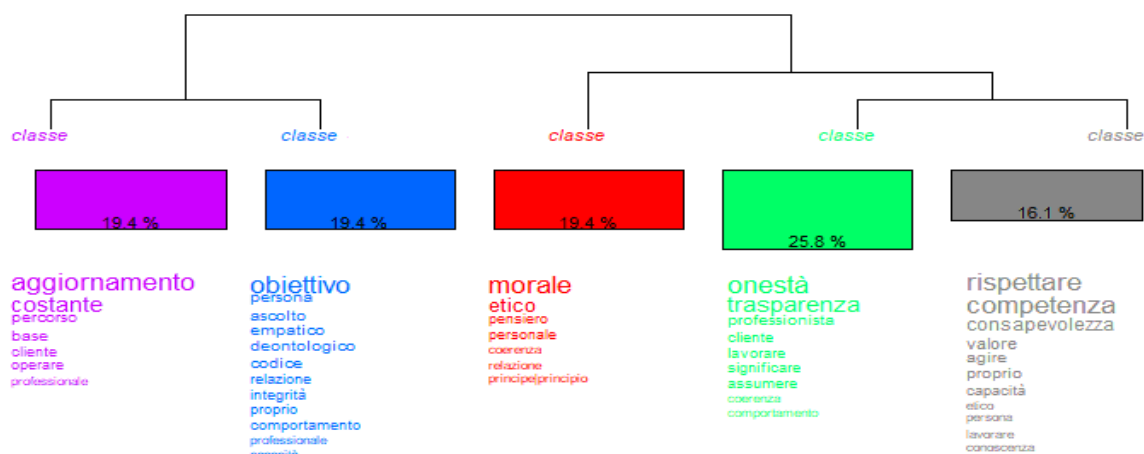 classe
classe
classe
classe
classe
19.4 %
19.4 %
19.4 %
25.8 %
16.1 %
aggiornamento
costante
percorso
base
cliente
operare
professionale
obiettivo
persona
ascolto
empatico
deontologico
codice
relazione
integrità
proprio
comportamento
professionale
capacità
morale
etico
pensiero
personale
coerenza
relazione
principe/principio
onestà
trasparenza
professionista
cliente
lavorare
significare
assumere
coerenza
comportamento
rispettare
competenza
consapevolezza
valore
agire
proprio
capacità
etico
persona
lavorare
conoscenza